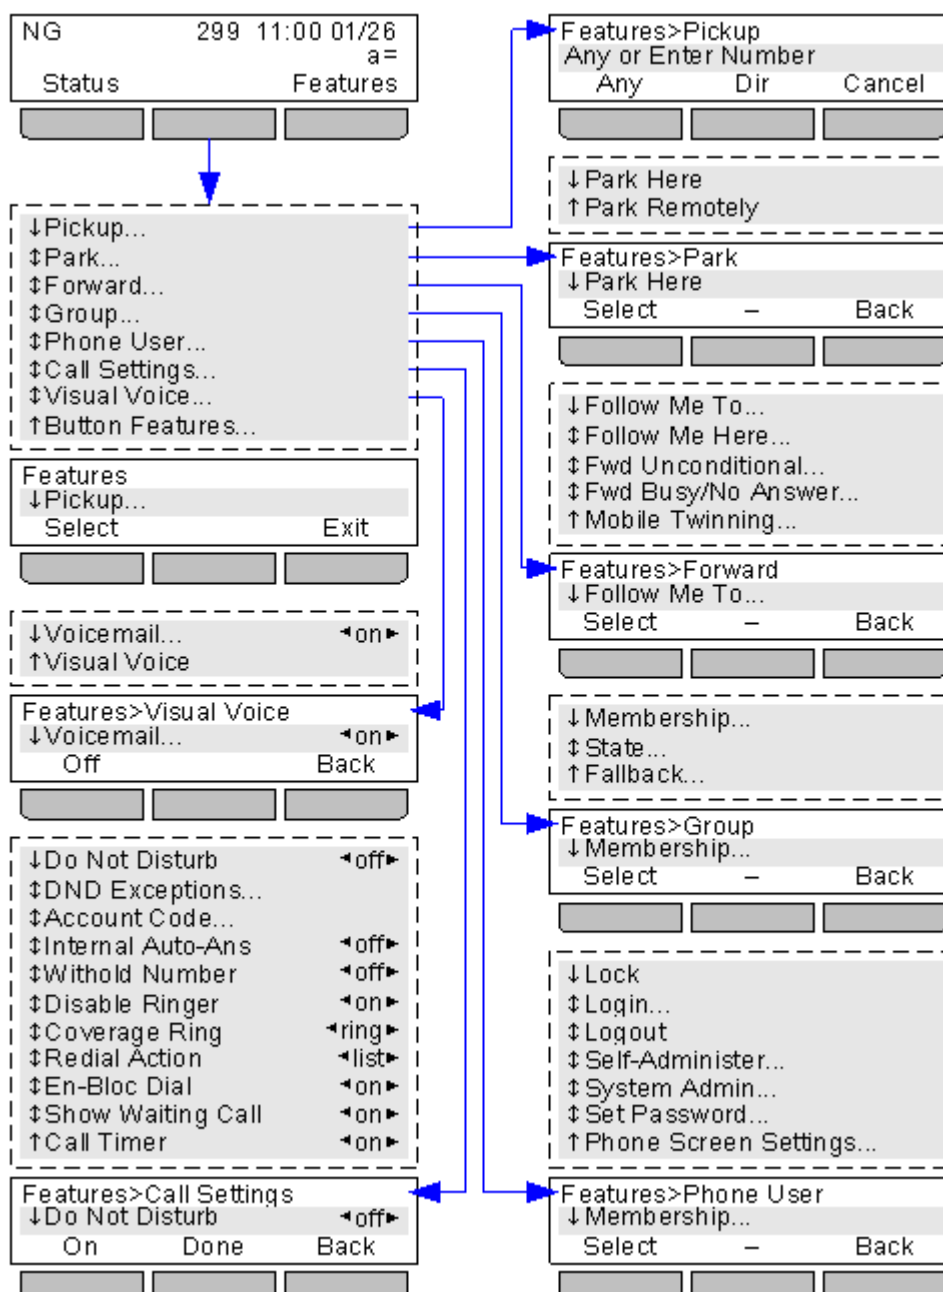 NG 299 11:00 01/26
a=
Status Features
↓Pickup...
↕Park...
↕Forward...
↕Group...
↕Phone User...
↕Call Settings...
↕Visual Voice...
↑Button Features...
Features
↓Pickup...
Select Exit
↓Voicemail... ◂on▸
↑Visual Voice
Features>Visual Voice
↓Voicemail... ◂on▸
Off Back
↓Do Not Disturb ◂off▸
↕DND Exceptions...
↕Account Code...
↕Internal Auto-Ans ◂off▸
↕Withold Number ◂off▸
↕Disable Ringer ◂on▸
↕Coverage Ring ◂ring▸
↕Redial Action ◂list▸
↕En-Bloc Dial ◂on▸
↕Show Waiting Call ◂on▸
↑Call Timer ◂on▸
Features>Call Settings
↓Do Not Disturb ◂off▸
On Done Back
Features>Pickup
Any or Enter Number
Any Dir Cancel
↓Park Here
↑Park Remotely
Features>Park
↓Park Here
Select – Back
↓Follow Me To...
↕Follow Me Here...
↕Fwd Unconditional...
↕Fwd Busy/No Answer...
↑Mobile Twinning...
Features>Forward
↓Follow Me To...
Select – Back
↓Membership...
↕State...
↑Fallback...
Features>Group
↓Membership...
Select – Back
↓Lock
↕Login...
↕Logout
↕Self-Administer...
↕System Admin...
↕Set Password...
↑Phone Screen Settings...
Features>Phone User
↓Membership...
Select – Back